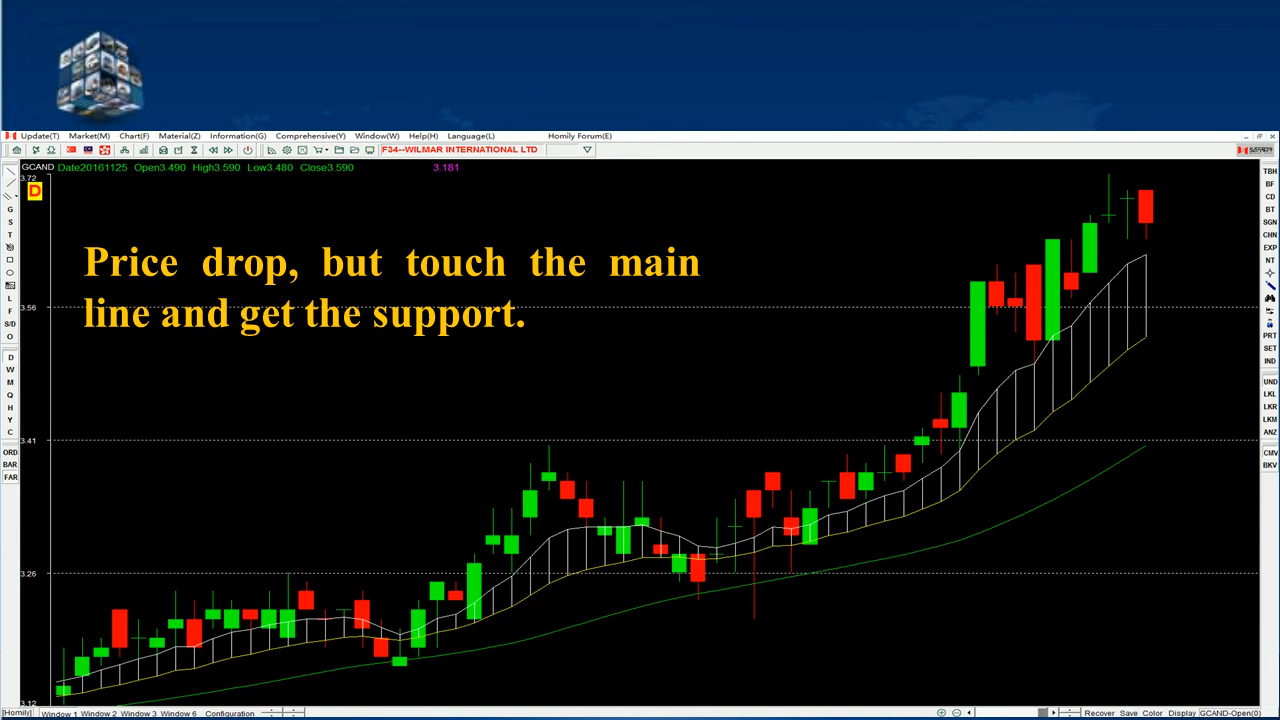 Update(T) Market(M) Chart(F) Material(Z) Information(G) Comprehensive(Y) Window(W) Help(H) Language(L) Homily Forum(E)
F34--WILMAR INTERNATIONAL LTD
GCAND Date20161125 Open3.490 High3.590 Low3.480 Close3.590 3.181
TBH
3.72
BF
D
CD
G
BT
S
SGN
T
CHN
EXP
NT
Price drop, but touch the main
line and get the support.
L
3.56
F
S/D
O
PRT
SET
D
IND
W
M
UND
Q
LKL
H
LKR
Y
LKM
C
ANZ
3.41
ORD
CMV
BAR
BKV
FAR
3.26
3.12
[Homily] Window 1 Window 2 Window 3 Window 6 Configuration Recover Save Color Display GCAND-Open(0)